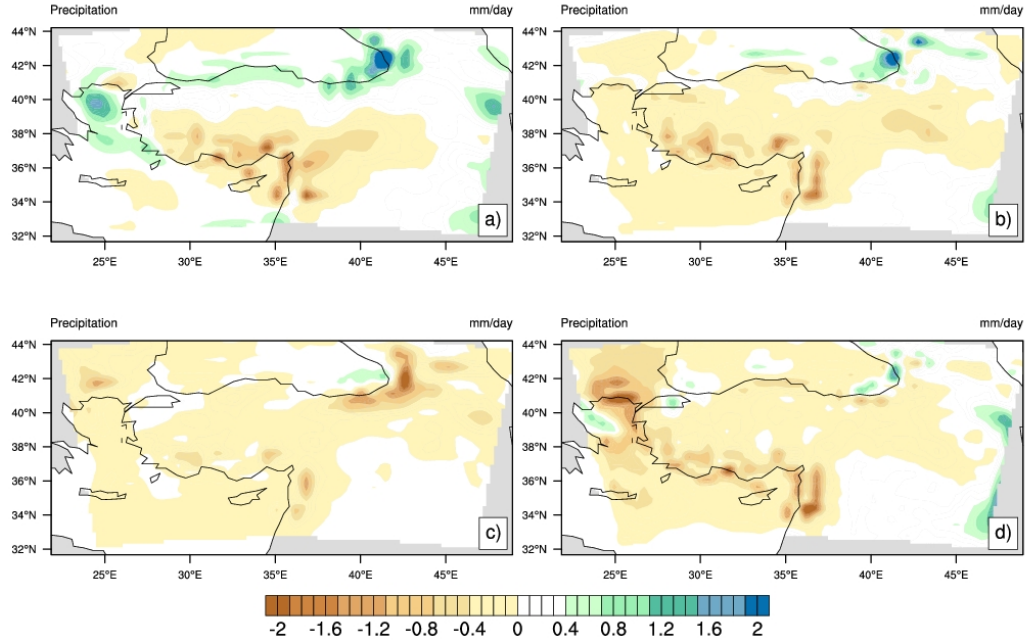 Precipitation mm/day Precipitation mm/day
44°N 44°N
42°N 42°N
40°N 40°N
38°N 38°N
36°N 36°N
34°N 34°N
a) b)
32°N 32°N
25°E 30°E 35°E 40°E 45°E 25°E 30°E 35°E 40°E 45°E
Precipitation mm/day Precipitation mm/day
44°N 44°N
42°N 42°N
40°N 40°N
38°N 38°N
36°N 36°N
34°N 34°N
c) d)
32°N 32°N
25°E 30°E 35°E 40°E 45°E 25°E 30°E 35°E 40°E 45°E
-2 -1.6 -1.2 -0.8 -0.4 0 0.4 0.8 1.2 1.6 2